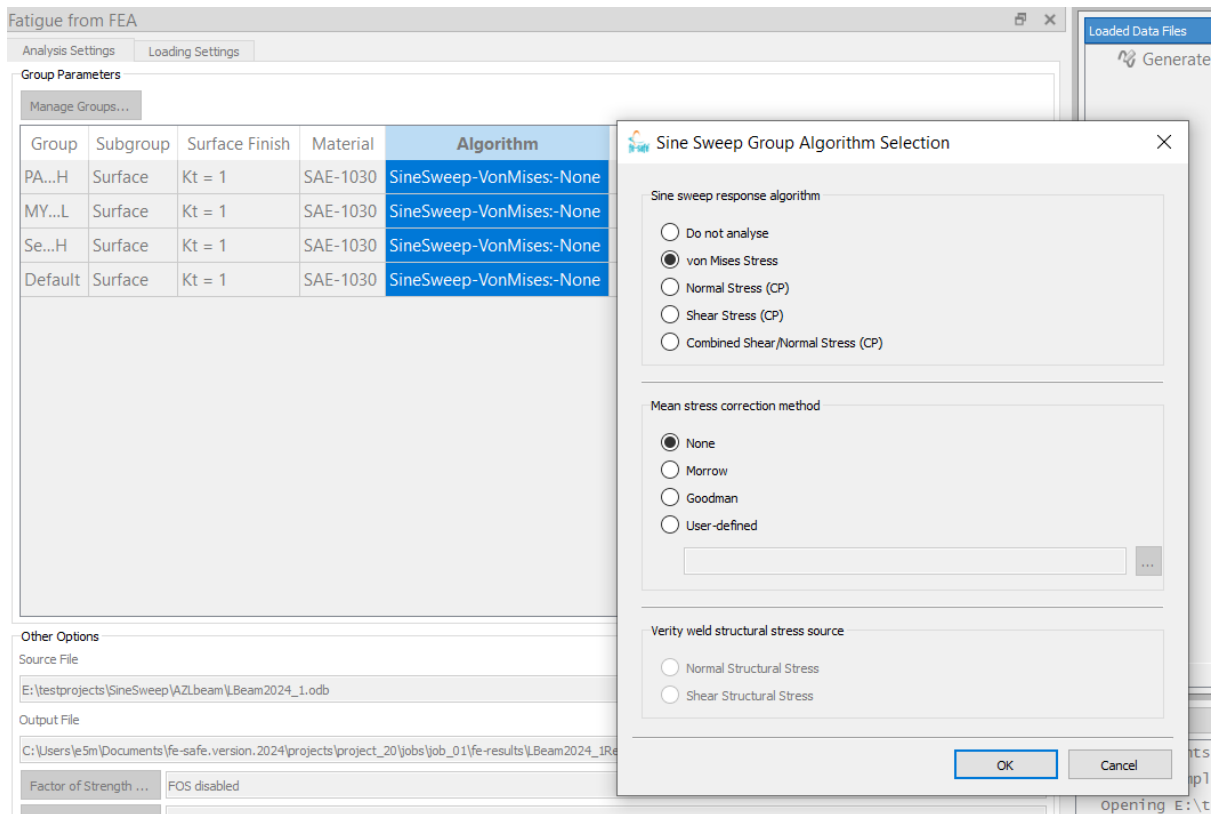 Fatigue from FEA
Analysis Settings Loading Settings
Group Parameters
Manage Groups...
Group Subgroup Surface Finish Material Algorithm
PA...H Surface Kt = 1 SAE-1030 SineSweep-VonMises:-None
MY...L Surface Kt = 1 SAE-1030 SineSweep-VonMises:-None
Se...H Surface Kt = 1 SAE-1030 SineSweep-VonMises:-None
Default Surface Kt = 1 SAE-1030 SineSweep-VonMises:-None
Other Options
Source File
E:\testprojects\SineSweep\AZLbeam\LBeam2024_1.odb
Output File
C:\Users\e5m\Documents\fe-safe.version.2024\projects\project_20\jobs\job_01\fe-results\LBeam2024_1Re
Factor of Strength ... FOS disabled
Sine Sweep Group Algorithm Selection
Sine sweep response algorithm
Do not analyse
von Mises Stress
Normal Stress (CP)
Shear Stress (CP)
Combined Shear/Normal Stress (CP)
Mean stress correction method
None
Morrow
Goodman
User-defined
...
Verity weld structural stress source
Normal Structural Stress
Shear Structural Stress
OK Cancel
Loaded Data Files
Generate
nts
mpl
Opening E:\t